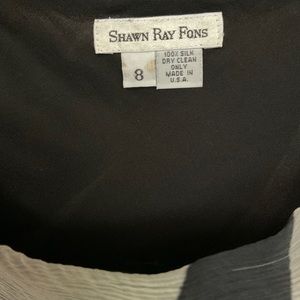 SHAWN RAY FONS
8
100% SILK
DRY CLEAN
ONLY
MADE IN
U.S.A.